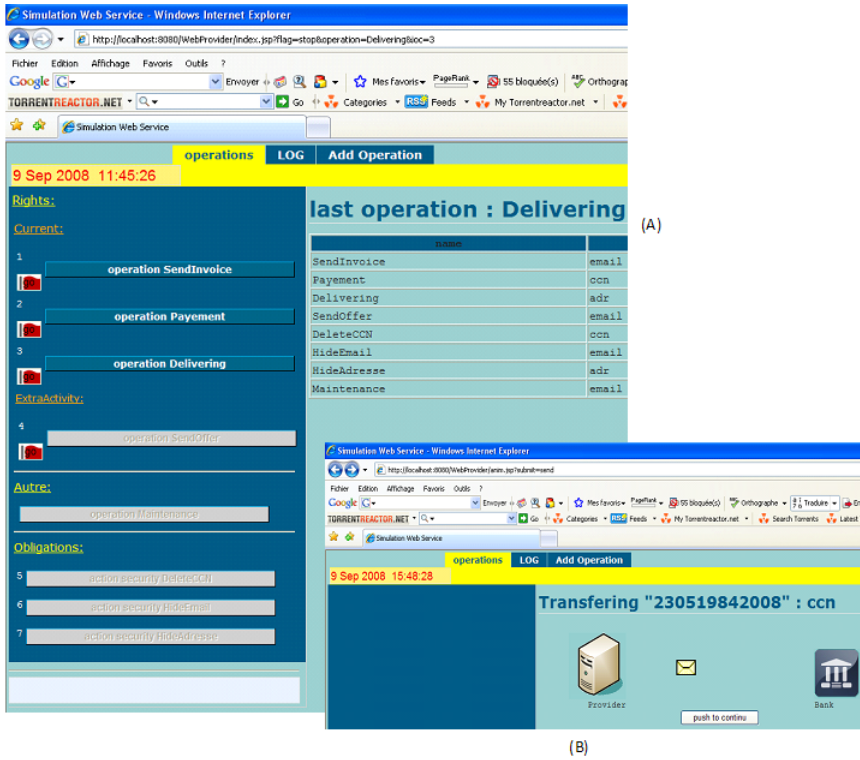 Simulation Web Service - Windows Internet Explorer
http://localhost:8080/WebProvider/index.jsp?flag=stop&operation=Delivering&ioc=3
Fichier Edition Affichage Favoris Outils ?
Google G Envoyer Mes favoris PageRank 55 bloquée(s) Orthograp
TORRENTREACTOR.NET Go Categories RSS Feeds My Torrentreactor.net
Simulation Web Service
operations LOG Add Operation
9 Sep 2008 11:45:26
Rights:
Current:
1
operation SendInvoice
2
operation Payement
3
operation Delivering
ExtraActivity:
4
operation SendOffer
Autre:
operation Maintenance
Obligations:
5 action security DeleteCCN
6 action security HideEmail
7 action security HideAdresse
last operation : Delivering
name
SendInvoice email
Payement ccn
Delivering adr
SendOffer email
DeleteCCN ccn
HideEmail email
HideAdresse adr
Maintenance email
(A)
Simulation Web Service - Windows Internet Explorer
http://localhost:8080/WebProvider/anim.jsp?submit=send
Fichier Edition Affichage Favoris Outils ?
Google G Envoyer Mes favoris PageRank 55 bloquée(s) Orthographe Traduire En
TORRENTREACTOR.NET Go Categories RSS Feeds My Torrentreactor.net Search Torrents Latest
Simulation Web Service
operations LOG Add Operation
9 Sep 2008 15:48:28
Transfering "230519842008" : ccn
Provider
Bank
push to continu
(B)